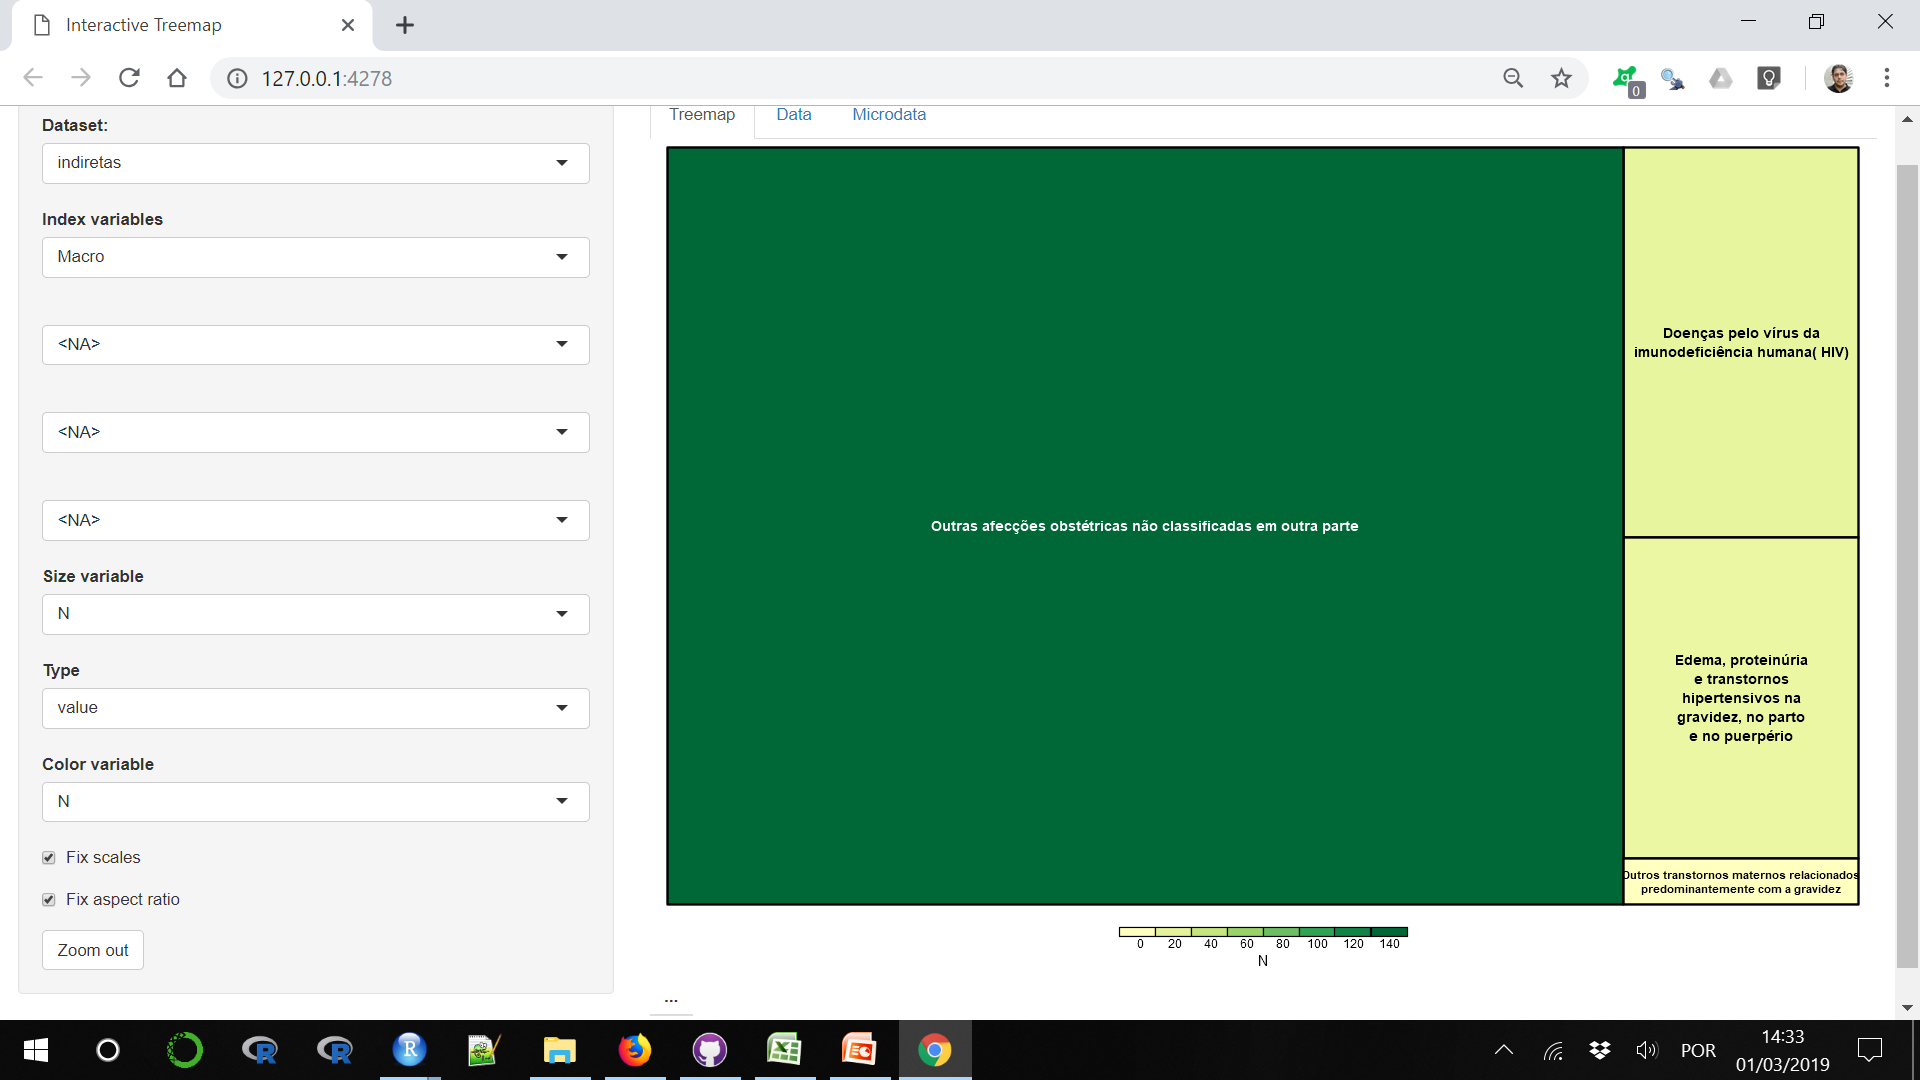 Interactive Treemap
127.0.0.1:4278
0
Dataset:
indiretas
Index variables
Macro
<NA>
<NA>
<NA>
Size variable
N
Type
value
Color variable
N
Fix scales
Fix aspect ratio
Zoom out
Treemap Data Microdata
Outras afecções obstétricas não classificadas em outra parte
Doenças pelo vírus da
imunodeficiência humana( HIV)
Edema, proteinúria
e transtornos
hipertensivos na
gravidez, no parto
e no puerpério
Outros transtornos maternos relacionados
predominantemente com a gravidez
0 20 40 60 80 100 120 140
N
...
POR
14:33
01/03/2019